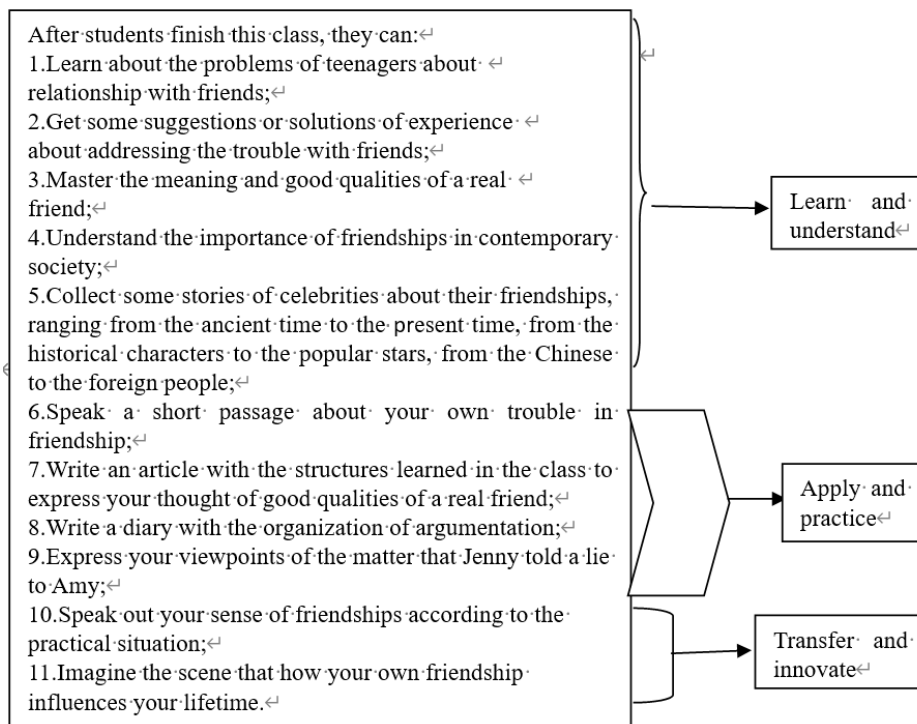 After students finish this class, they can:
1.Learn about the problems of teenagers about
relationship with friends;
2.Get some suggestions or solutions of experience
about addressing the trouble with friends;
3.Master the meaning and good qualities of a real
friend;
4.Understand the importance of friendships in contemporary
society;
5.Collect some stories of celebrities about their friendships,
ranging from the ancient time to the present time, from the
historical characters to the popular stars, from the Chinese
to the foreign people;
6.Speak a short passage about your own trouble in
friendship;
7.Write an article with the structures learned in the class to
express your thought of good qualities of a real friend;
8.Write a diary with the organization of argumentation;
9.Express your viewpoints of the matter that Jenny told a lie
to Amy;
10.Speak out your sense of friendships according to the
practical situation;
11.Imagine the scene that how your own friendship
influences your lifetime.
Learn and
understand
Apply and
practice
Transfer and
innovate